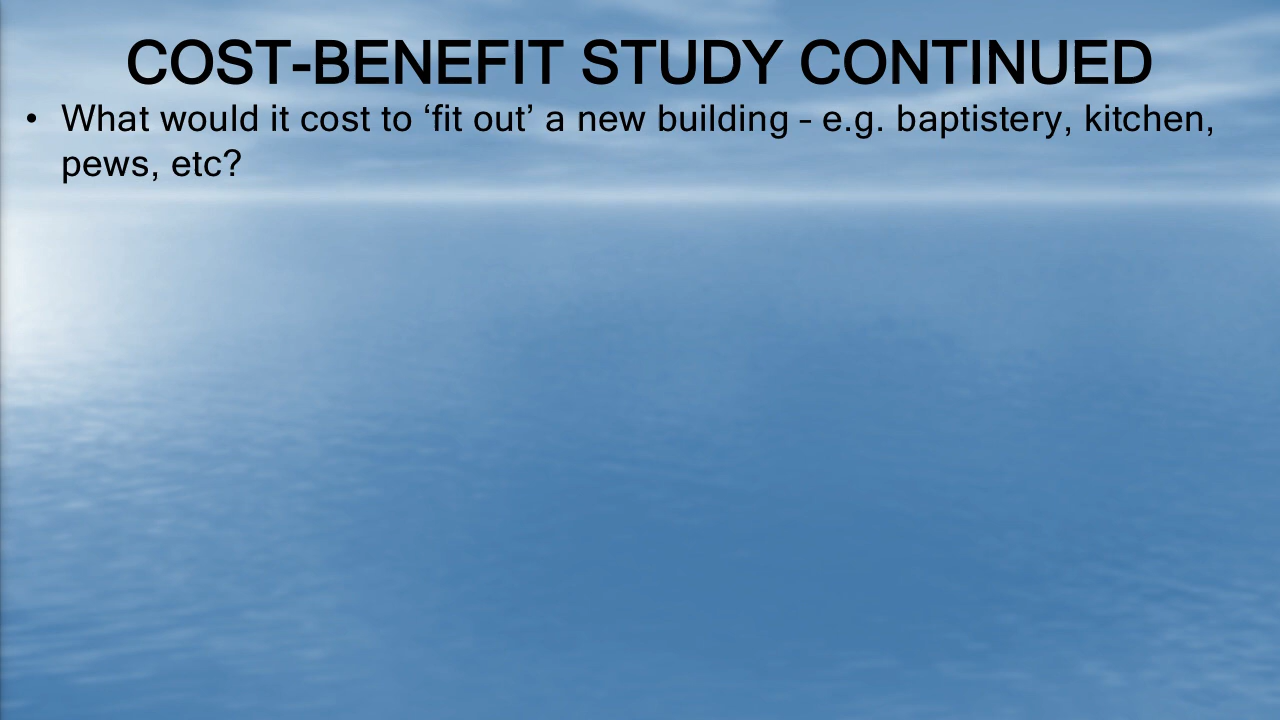 COST-BENEFIT STUDY CONTINUED
• What would it cost to ‘fit out’ a new building – e.g. baptistery, kitchen,
pews, etc?